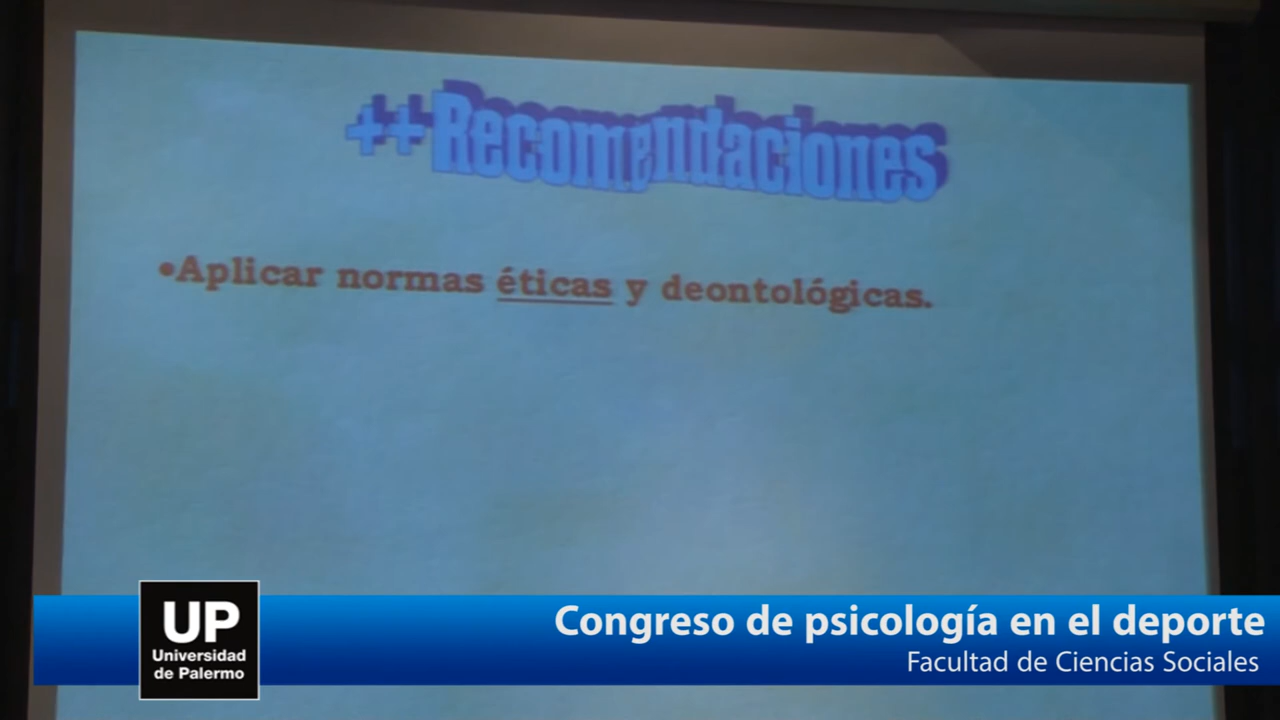 ++Recomendaciones
•Aplicar normas éticas y deontológicas.
Congreso de psicología en el deporte
Facultad de Ciencias Sociales
UP
Universidad
de Palermo